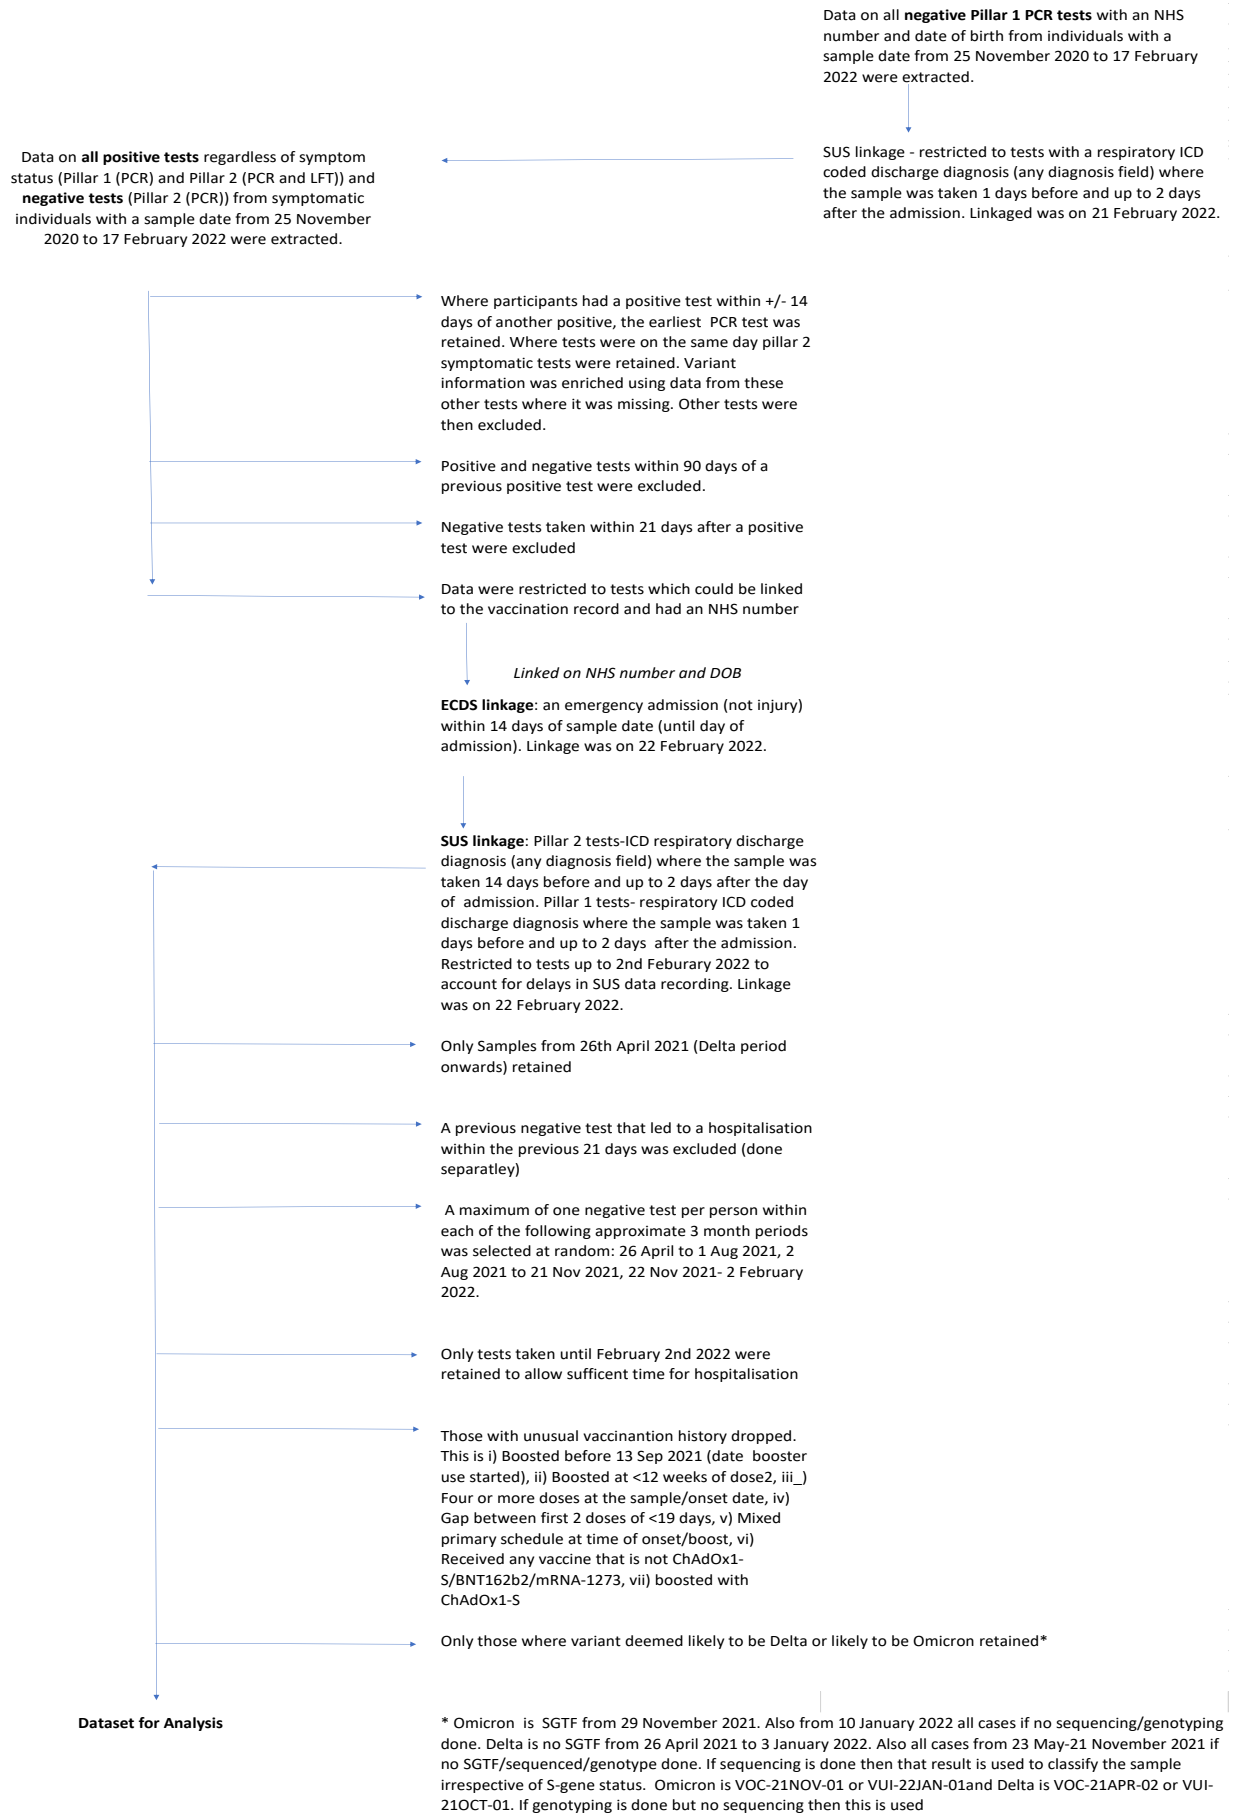 Data on all negative Pillar 1 PCR tests with an NHS
number and date of birth from individuals with a
sample date from 25 November 2020 to 17 February
2022 were extracted.
SUS linkage - restricted to tests with a respiratory ICD
coded discharge diagnosis (any diagnosis field) where
the sample was taken 1 days before and up to 2 days
after the admission. Linkaged was on 21 February 2022.
Data on all positive tests regardless of symptom
status (Pillar 1 (PCR) and Pillar 2 (PCR and LFT)) and
negative tests (Pillar 2 (PCR)) from symptomatic
individuals with a sample date from 25 November
2020 to 17 February 2022 were extracted.
Where participants had a positive test within +/- 14
days of another positive, the earliest  PCR test was
retained. Where tests were on the same day pillar 2
symptomatic tests were retained. Variant
information was enriched using data from these
other tests where it was missing. Other tests were
then excluded.
Positive and negative tests within 90 days of a
previous positive test were excluded.
Negative tests taken within 21 days after a positive
test were excluded
Data were restricted to tests which could be linked
to the vaccination record and had an NHS number
Linked on NHS number and DOB
ECDS linkage: an emergency admission (not injury)
within 14 days of sample date (until day of
admission). Linkage was on 22 February 2022.
SUS linkage: Pillar 2 tests-ICD respiratory discharge
diagnosis (any diagnosis field) where the sample was
taken 14 days before and up to 2 days after the day
of  admission. Pillar 1 tests- respiratory ICD coded
discharge diagnosis where the sample was taken 1
days before and up to 2 days  after the admission.
Restricted to tests up to 2nd Feburary 2022 to
account for delays in SUS data recording. Linkage
was on 22 February 2022.
Only Samples from 26th April 2021 (Delta period
onwards) retained
A previous negative test that led to a hospitalisation
within the previous 21 days was excluded (done
separatley)
A maximum of one negative test per person within
each of the following approximate 3 month periods
was selected at random: 26 April to 1 Aug 2021, 2
Aug 2021 to 21 Nov 2021, 22 Nov 2021- 2 February
2022.
Only tests taken until February 2nd 2022 were
retained to allow sufficent time for hospitalisation
Those with unusual vaccinantion history dropped.
This is i) Boosted before 13 Sep 2021 (date  booster
use started), ii) Boosted at <12 weeks of dose2, iii_)
Four or more doses at the sample/onset date, iv)
Gap between first 2 doses of <19 days, v) Mixed
primary schedule at time of onset/boost, vi)
Received any vaccine that is not ChAdOx1-
S/BNT162b2/mRNA-1273, vii) boosted with
ChAdOx1-S
Only those where variant deemed likely to be Delta or likely to be Omicron retained*
Dataset for Analysis
* Omicron  is  SGTF from 29 November 2021. Also from 10 January 2022 all cases if no sequencing/genotyping
done. Delta is no SGTF from 26 April 2021 to 3 January 2022. Also all cases from 23 May-21 November 2021 if
no SGTF/sequenced/genotype done. If sequencing is done then that result is used to classify the sample
irrespective of S-gene status.  Omicron is VOC-21NOV-01 or VUI-22JAN-01and Delta is VOC-21APR-02 or VUI-
21OCT-01. If genotyping is done but no sequencing then this is used